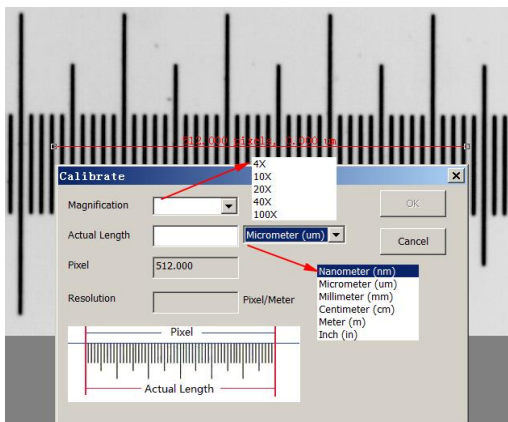 512.000 pixels, 0.000 um
Calibrate
4X
10X
20X
40X
100X
Magnification
OK
Actual Length
Micrometer (um)
Cancel
Pixel
512.000
Nanometer (nm)
Micrometer (um)
Millimeter (mm)
Centimeter (cm)
Meter (m)
Inch (in)
Resolution
Pixel/Meter
Pixel
Actual Length